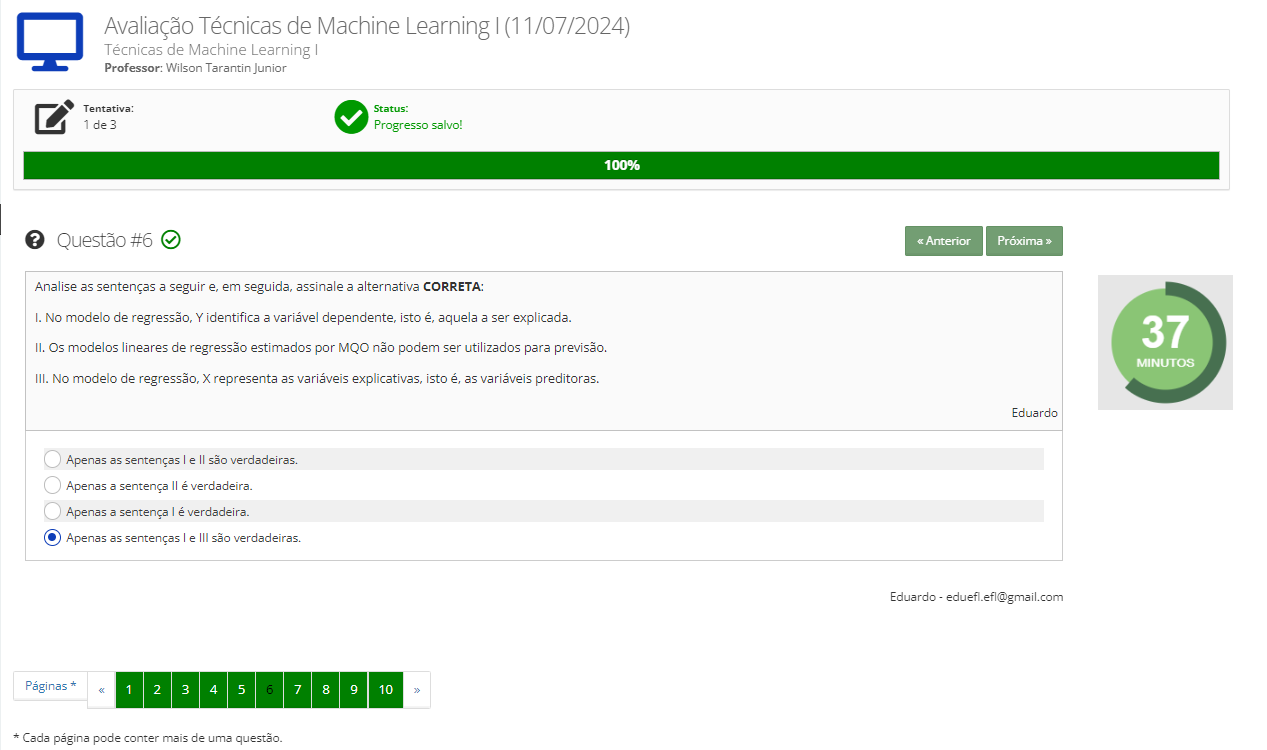 Avaliação Técnicas de Machine Learning I (11/07/2024)
Técnicas de Machine Learning I
Professor: Wilson Tarantin Junior
Tentativa:
1 de 3
Status:
Progresso salvo!
100%
Questão #6
« Anterior
Próxima »
Analise as sentenças a seguir e, em seguida, assinale a alternativa CORRETA:
I. No modelo de regressão, Y identifica a variável dependente, isto é, aquela a ser explicada.
II. Os modelos lineares de regressão estimados por MQO não podem ser utilizados para previsão.
III. No modelo de regressão, X representa as variáveis explicativas, isto é, as variáveis preditoras.
Eduardo
37
MINUTOS
Apenas as sentenças I e II são verdadeiras.
Apenas a sentença II é verdadeira.
Apenas a sentença I é verdadeira.
Apenas as sentenças I e III são verdadeiras.
Eduardo - eduefl.efl@gmail.com
Páginas * « 1 2 3 4 5 6 7 8 9 10 »
* Cada página pode conter mais de uma questão.